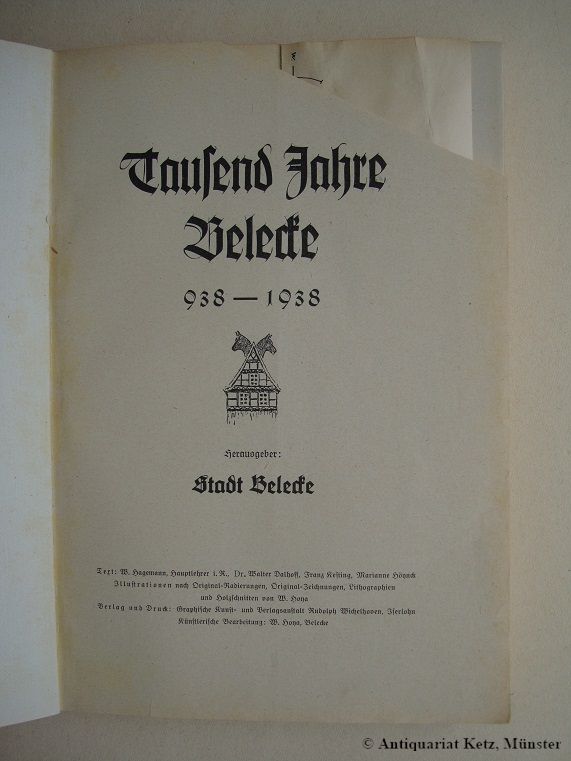 Tausend Jahre
Belecke
938 — 1938
Herausgeber:
Stadt Belecke
Text: W. Hagemann, Hauptlehrer i. R., Dr. Walter Dalhoff, Franz Kesting, Marianne Höynck
Illustrationen nach Original-Radierungen, Original-Zeichnungen, Lithographien
und Holzschnitten von W. Hoya
Verlag und Druck: Graphische Kunst- und Verlagsanstalt Rudolph Wichelhoven, Iserlohn
Künstlerische Bearbeitung: W. Hoya, Belecke
© Antiquariat Ketz, Münster